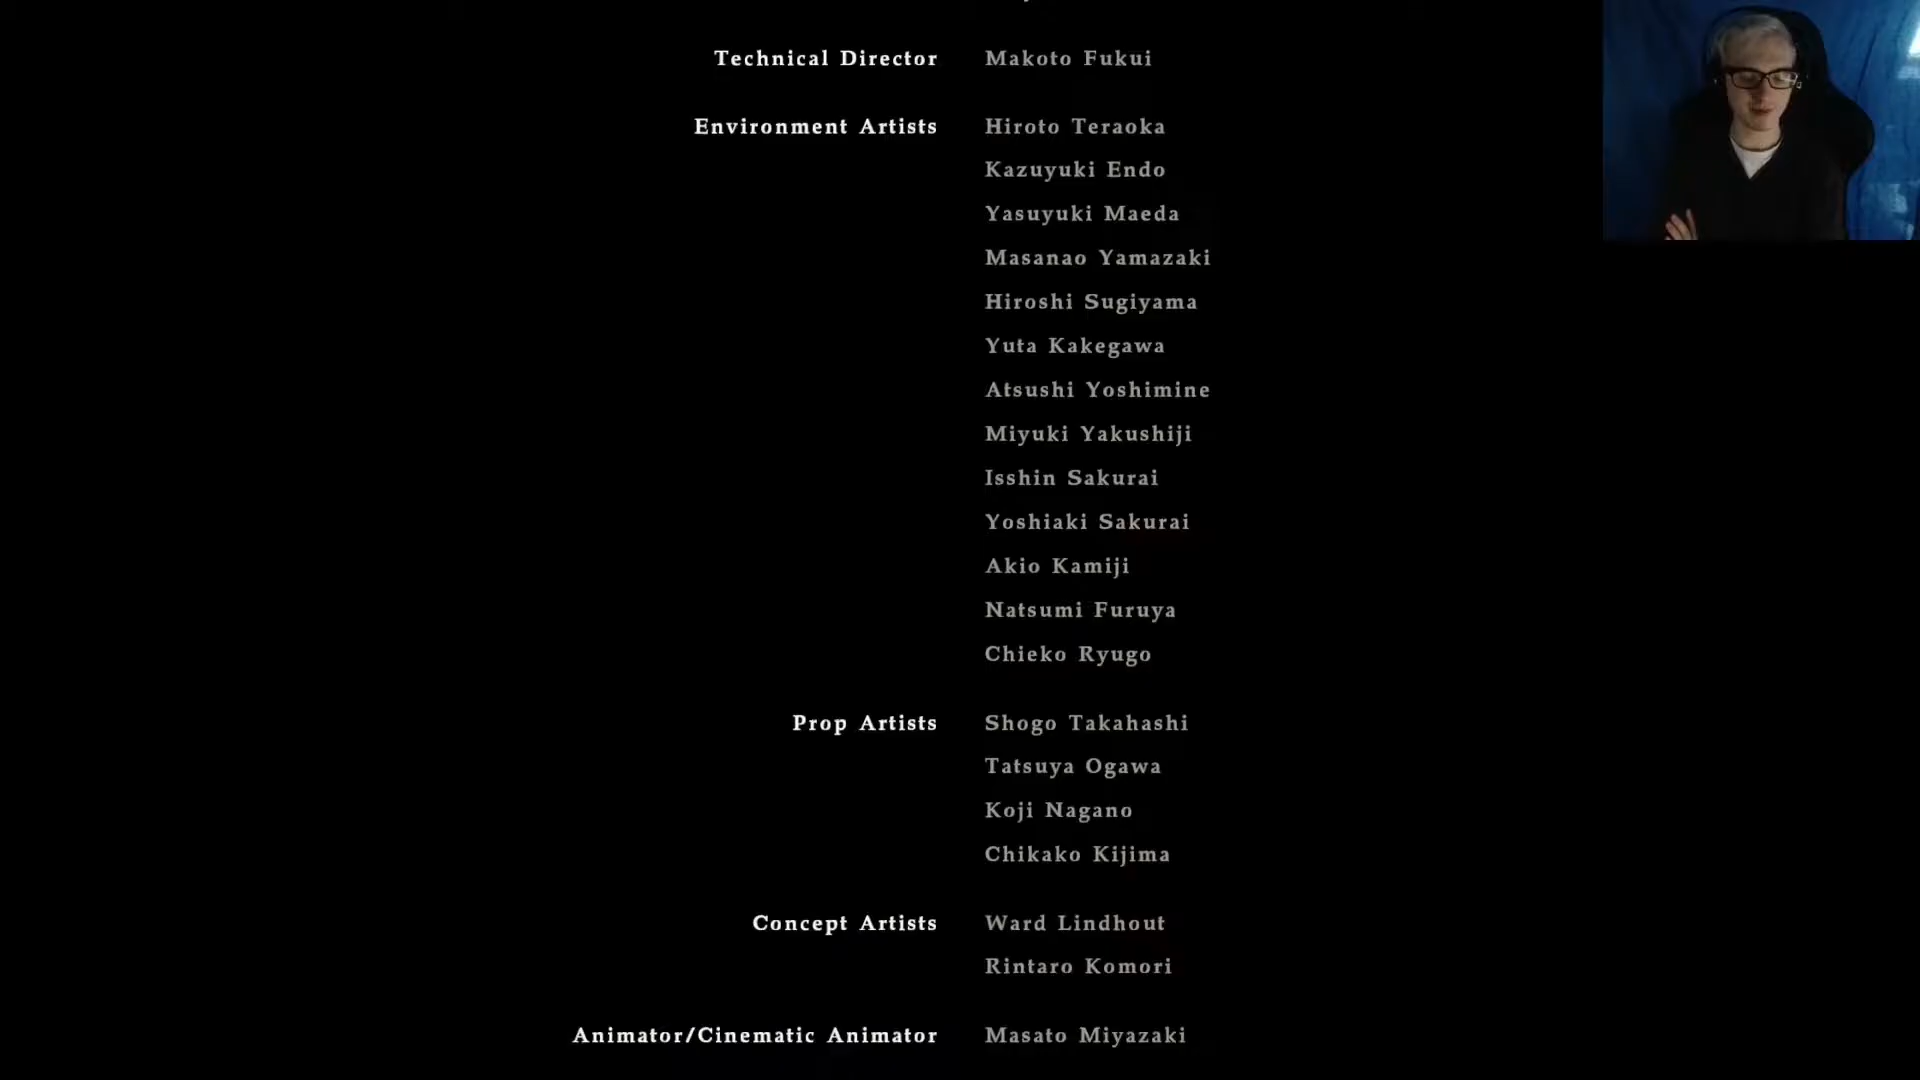 Technical Director Makoto Fukui
Environment Artists Hiroto Teraoka
Kazuyuki Endo
Yasuyuki Maeda
Masanao Yamazaki
Hiroshi Sugiyama
Yuta Kakegawa
Atsushi Yoshimine
Miyuki Yakushiji
Isshin Sakurai
Yoshiaki Sakurai
Akio Kamiji
Natsumi Furuya
Chieko Ryugo
Prop Artists Shogo Takahashi
Tatsuya Ogawa
Koji Nagano
Chikako Kijima
Concept Artists Ward Lindhout
Rintaro Komori
Animator/Cinematic Animator Masato Miyazaki